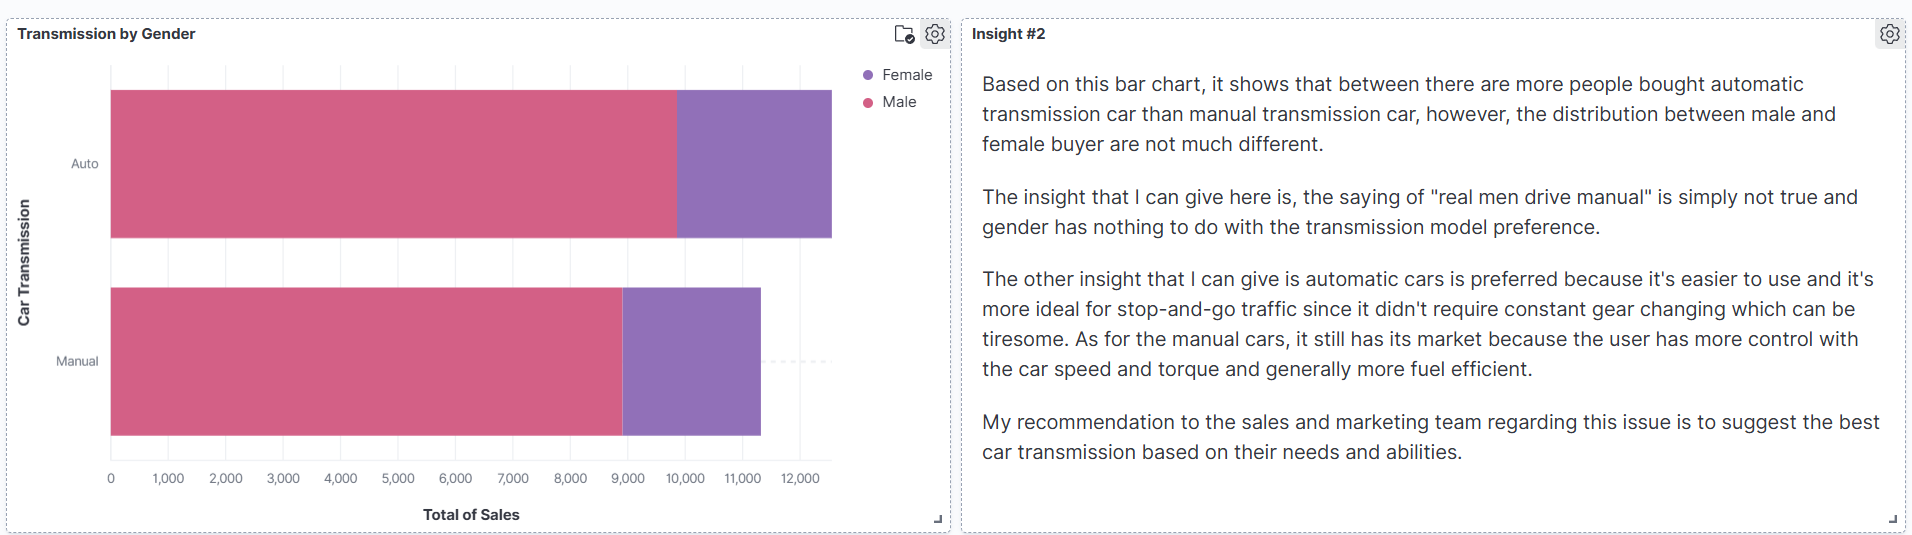 Transmission by Gender
Female
Male
Auto
Manual
Car Transmission
0 1,000 2,000 3,000 4,000 5,000 6,000 7,000 8,000 9,000 10,000 11,000 12,000
Total of Sales
Insight #2
Based on this bar chart, it shows that between there are more people bought automatic
transmission car than manual transmission car, however, the distribution between male and
female buyer are not much different.
The insight that I can give here is, the saying of "real men drive manual" is simply not true and
gender has nothing to do with the transmission model preference.
The other insight that I can give is automatic cars is preferred because it's easier to use and it's
more ideal for stop-and-go traffic since it didn't require constant gear changing which can be
tiresome. As for the manual cars, it still has its market because the user has more control with
the car speed and torque and generally more fuel efficient.
My recommendation to the sales and marketing team regarding this issue is to suggest the best
car transmission based on their needs and abilities.